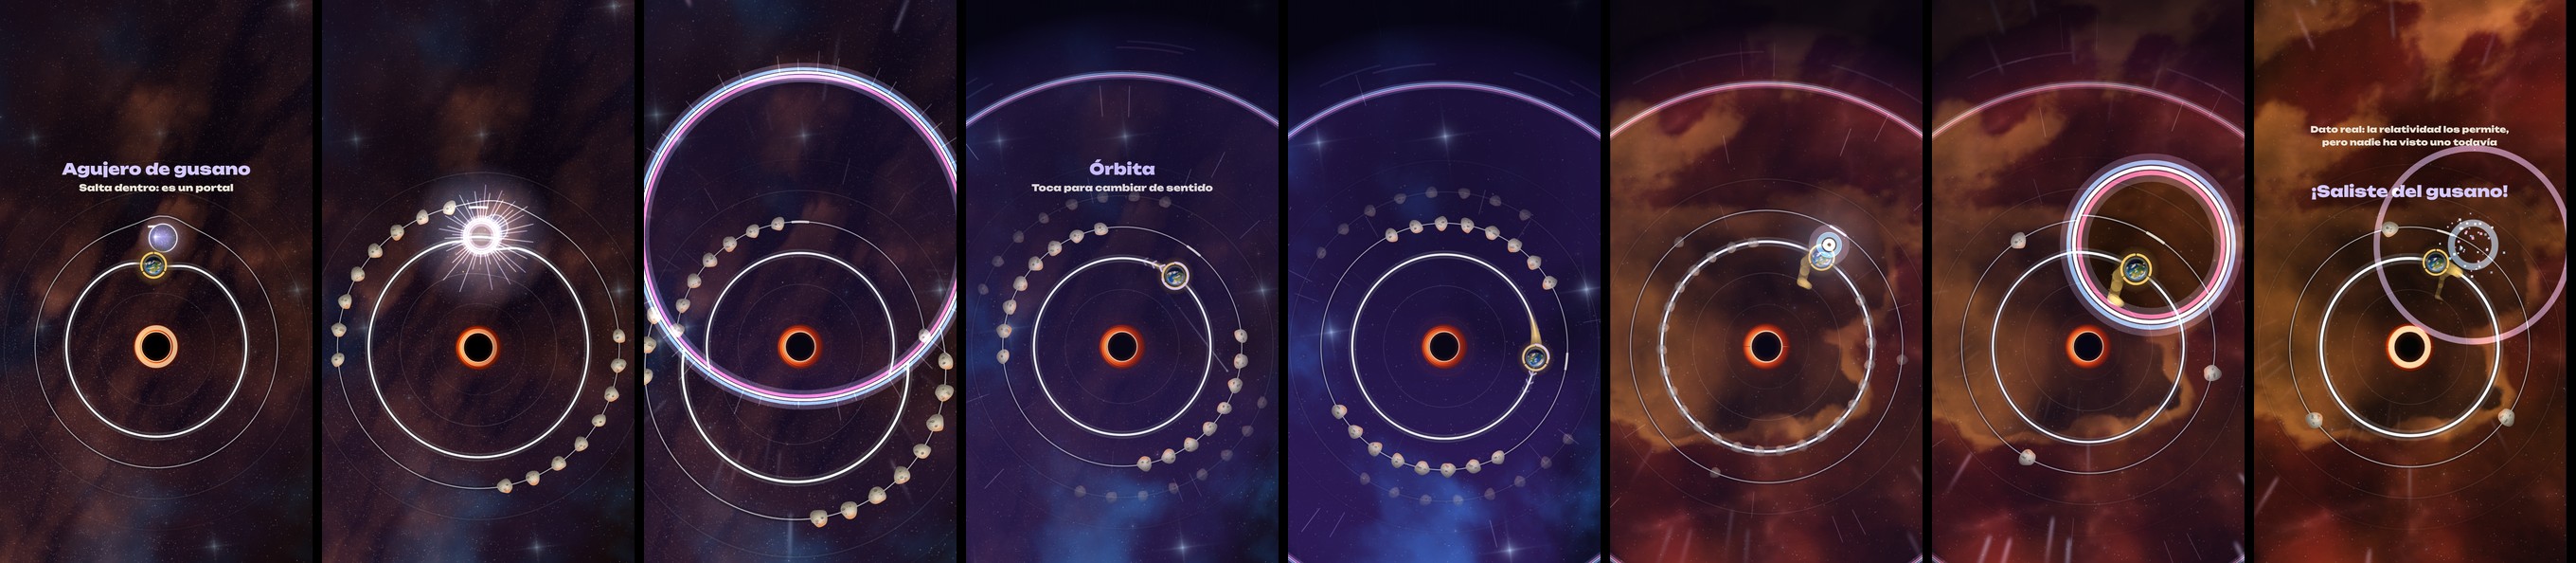 Agujero de gusano
Salta dentro: es un portal
Órbita
Toca para cambiar de sentido
Dato real: la relatividad los permite,
pero nadie ha visto uno todavía
¡Saliste del gusano!